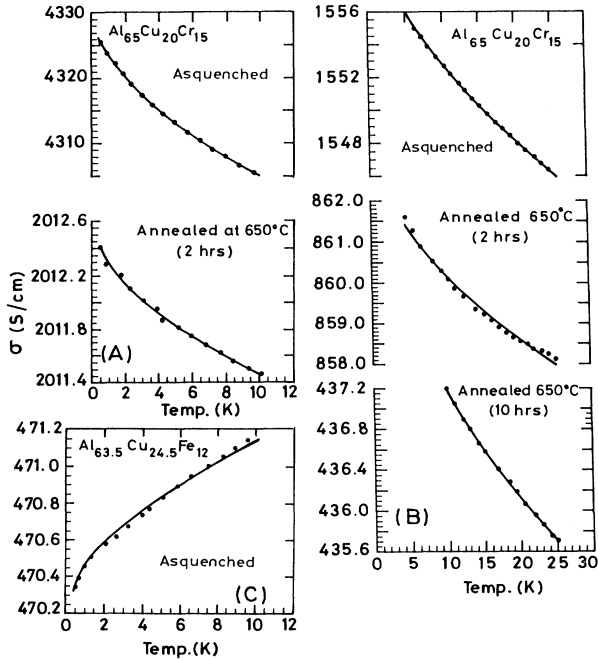 4330
Al65Cu20Cr15
Asquenched
4320
4310
2012.6
Annealed at 650°C
(2 hrs)
2012.2
σ (S/cm)
2011.8
(A)
2011.4
0 2 4 6 8 10 12
Temp. (K)
471.2
Al63.5Cu24.5Fe12
471.0
470.8
470.6
Asquenched
470.4
(C)
470.2
0 2 4 6 8 10 12
Temp.(K)
1556
Al65Cu20Cr15
1552
1548
Asquenched
862.0
Annealed 650°C
(2 hrs)
861.0
860.0
859.0
858.0
437.2
Annealed 650°C
(10 hrs)
436.8
436.4
436.0
(B)
435.6
0 5 10 15 20 25 30
Temp.(K)